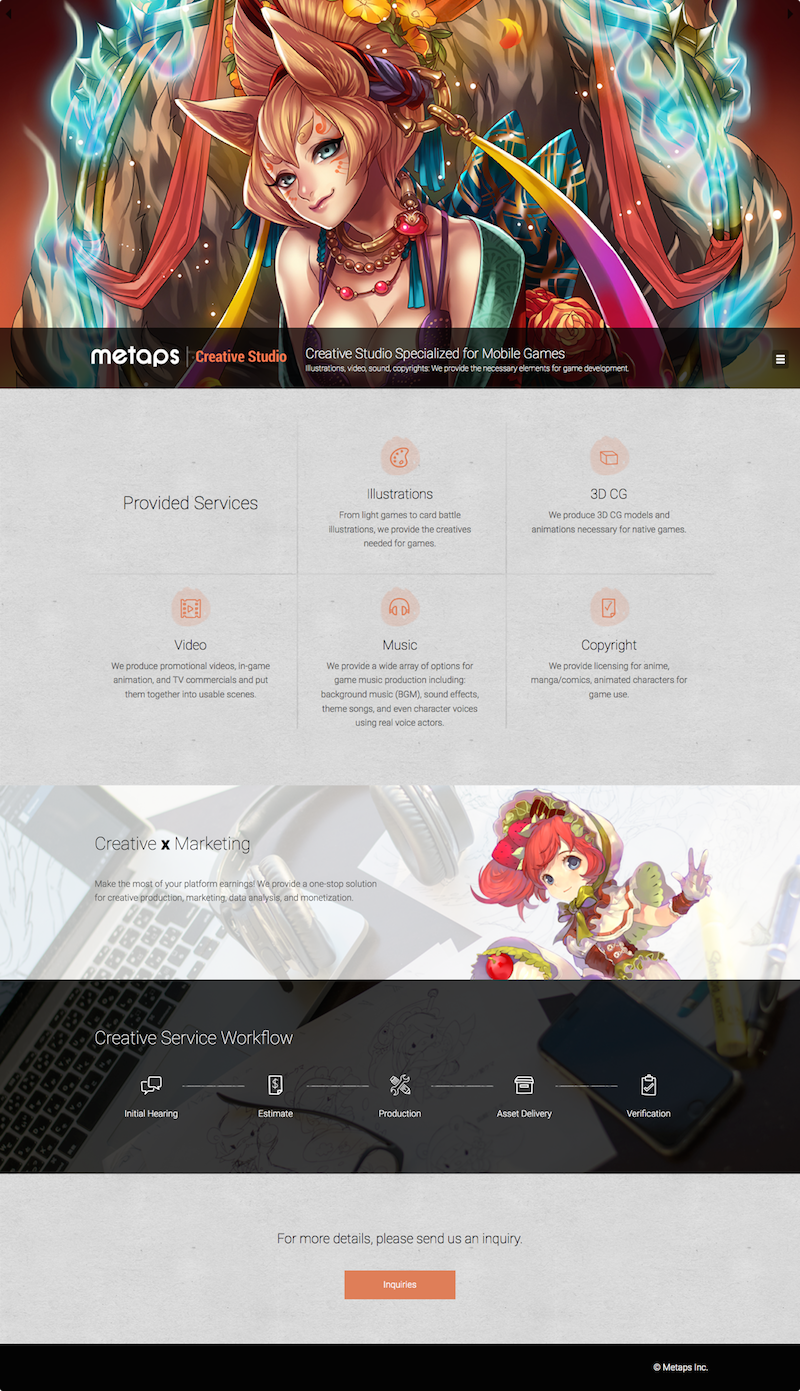 metaps | Creative Studio
Creative Studio Specialized for Mobile Games
Illustrations, video, sound, copyrights: We provide the necessary elements for game development.
Provided Services
Illustrations
From light games to card battle
illustrations, we provide the creatives
needed for games.
3D CG
We produce 3D CG models and
animations necessary for native games.
Video
We produce promotional videos, in-game
animation, and TV commercials and put
them together into usable scenes.
Music
We provide a wide array of options for
game music production including:
background music (BGM), sound effects,
theme songs, and even character voices
using real voice actors.
Copyright
We provide licensing for anime,
manga/comics, animated characters for
game use.
Creative x Marketing
Make the most of your platform earnings! We provide a one-stop solution
for creative production, marketing, data analysis, and monetization.
Creative Service Workflow
Initial Hearing
Estimate
Production
Asset Delivery
Verification
For more details, please send us an inquiry.
Inquiries
© Metaps Inc.